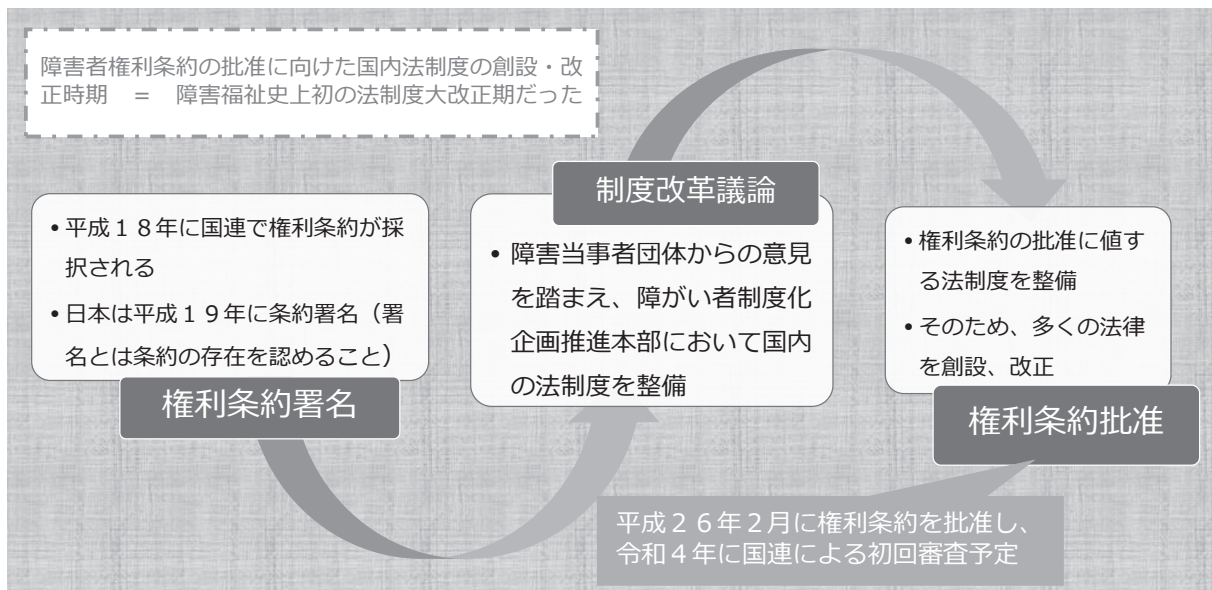 障害者権利条約の批准に向けた国内法制度の創設・改
正時期　=　障害福祉史上初の法制度大改正期だった
•平成１８年に国連で権利条約が採
択される
•日本は平成１９年に条約署名（署
名とは条約の存在を認めること）
権利条約署名
制度改革議論
• 障害当事者団体からの意見
を踏まえ、障がい者制度化
企画推進本部において国内
の法制度を整備
•権利条約の批准に値す
る法制度を整備
•そのため、多くの法律
を創設、改正
権利条約批准
平成２６年２月に権利条約を批准し、
令和４年に国連による初回審査予定